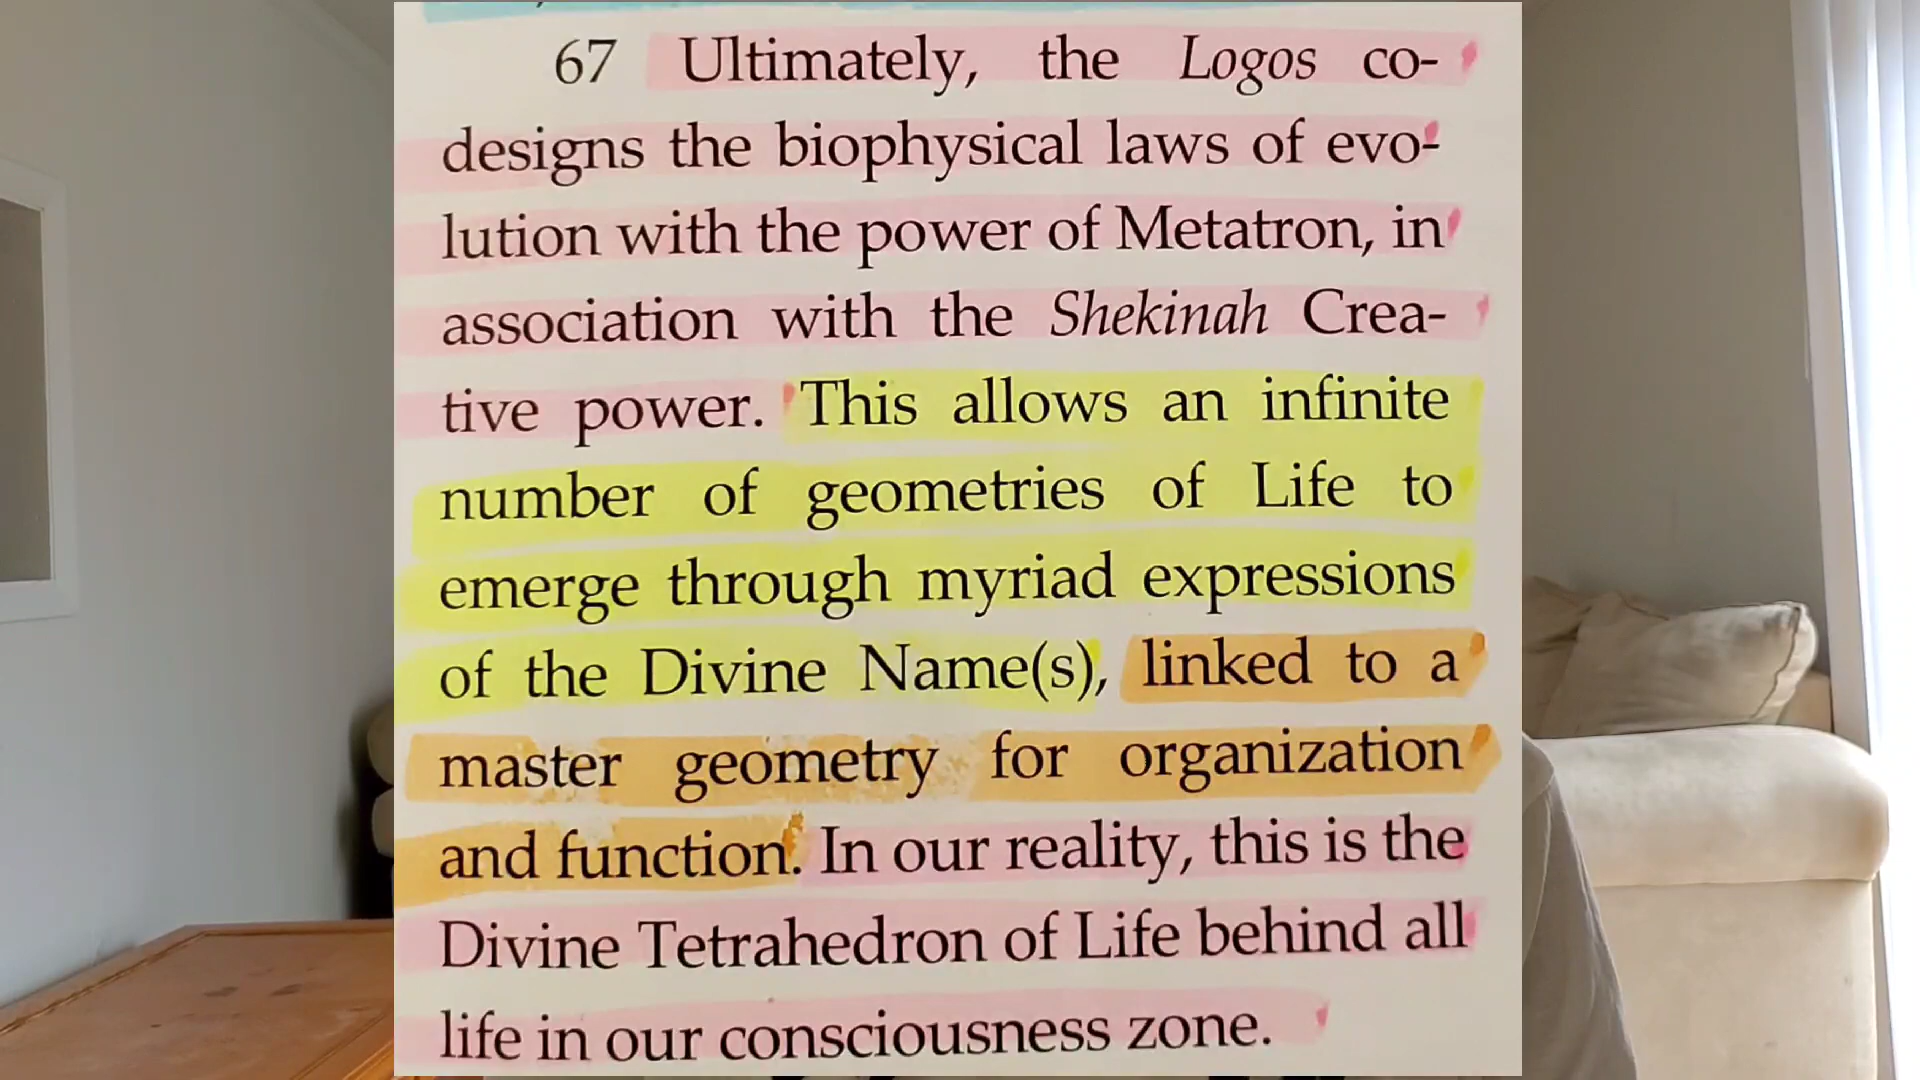 67 Ultimately, the Logos co-
designs the biophysical laws of evo-
lution with the power of Metatron, in
association with the Shekinah Crea-
tive power. This allows an infinite
number of geometries of Life to
emerge through myriad expressions
of the Divine Name(s), linked to a
master geometry for organization
and function. In our reality, this is the
Divine Tetrahedron of Life behind all
life in our consciousness zone.